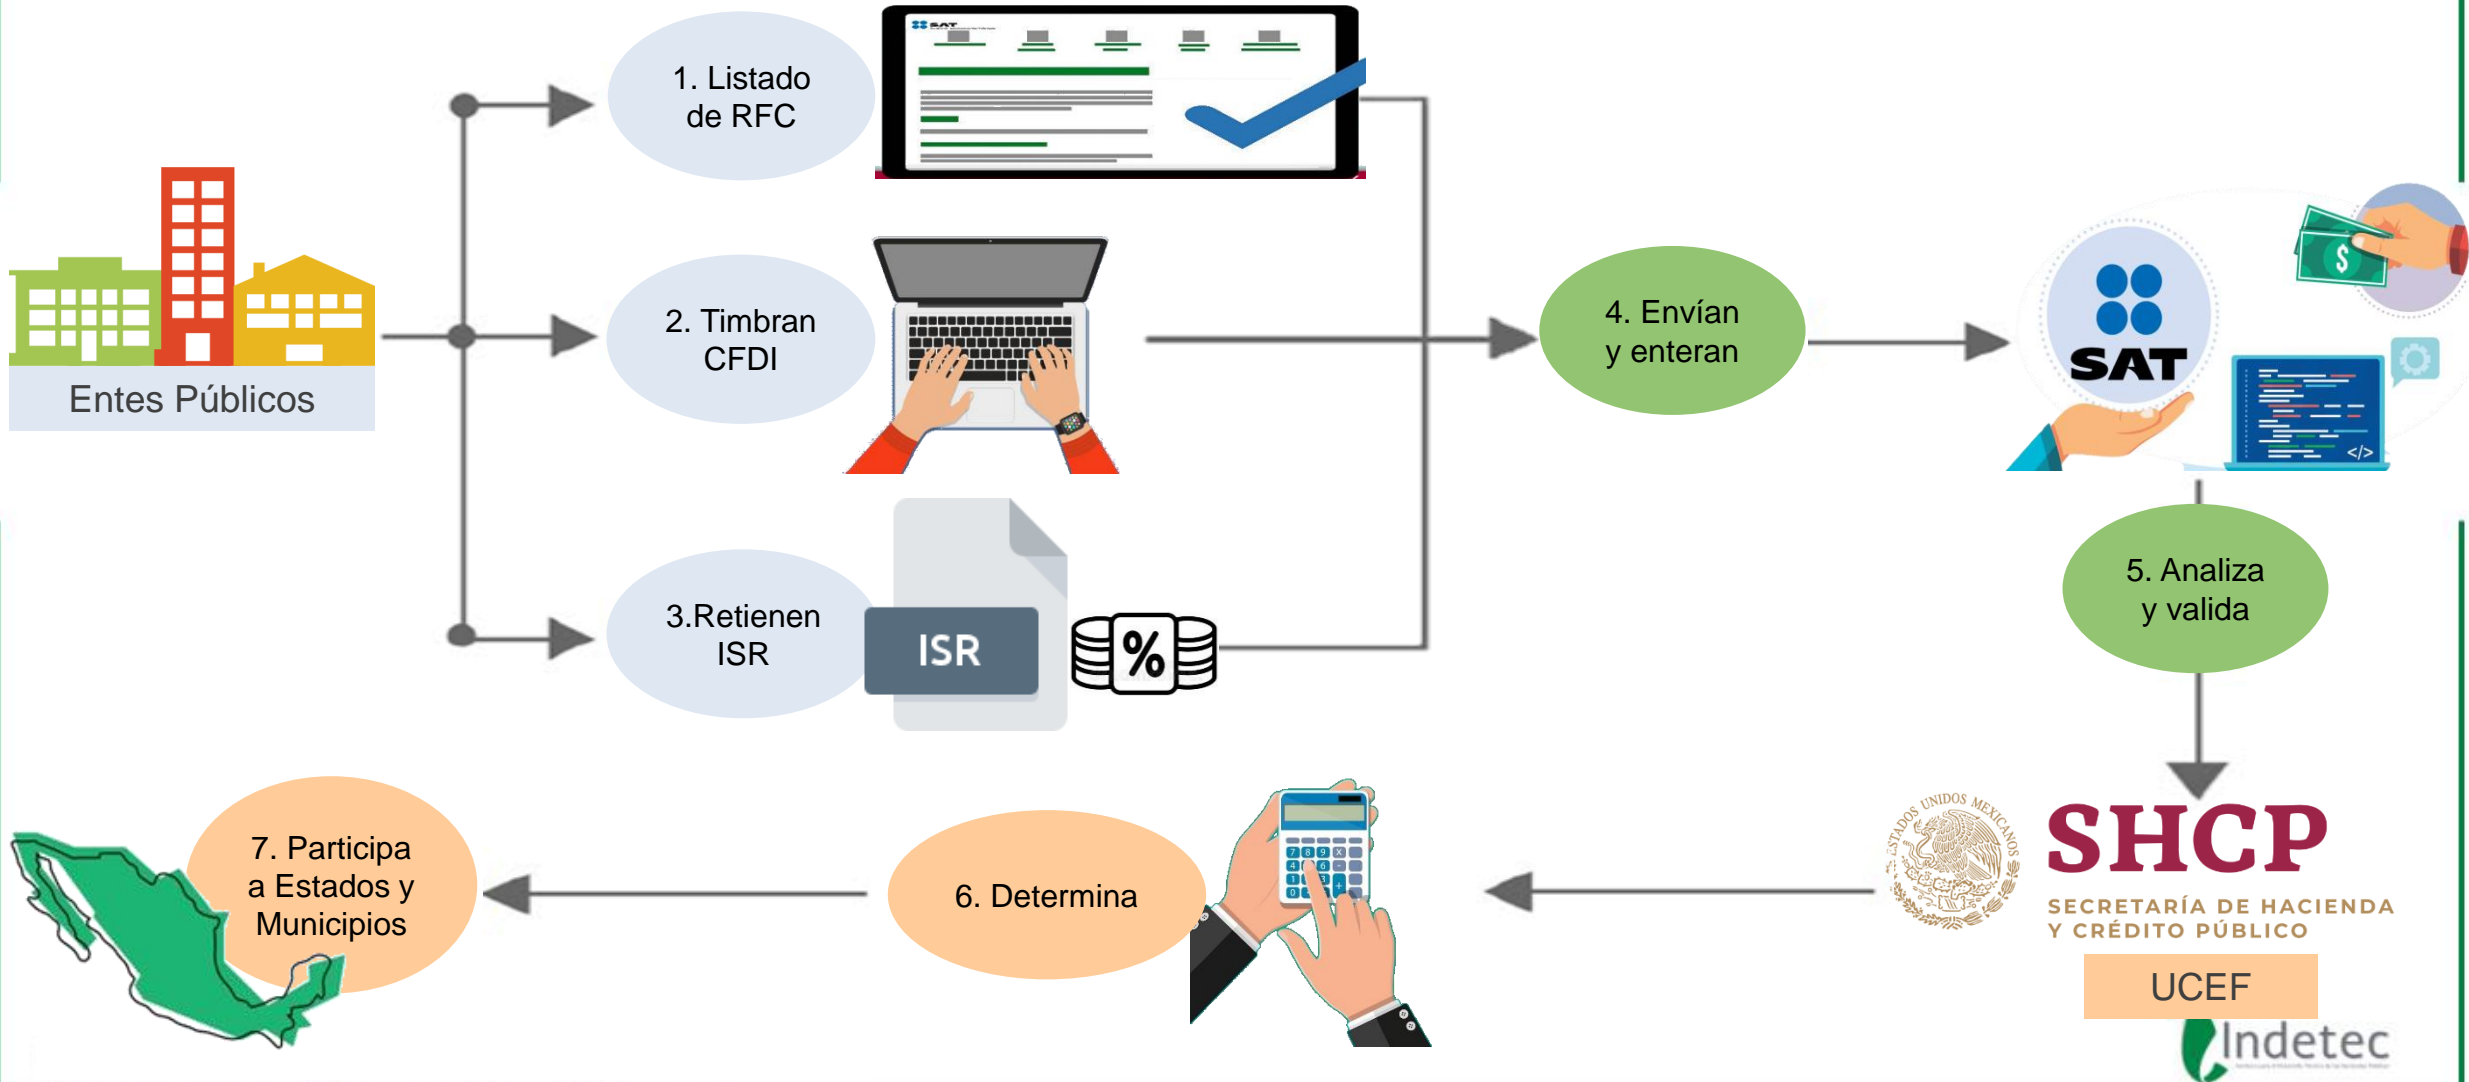 SAT
1. Listado
de RFC
Entes Públicos
2. Timbran
CFDI
3.Retienen
ISR
ISR
%
4. Envían
y enteran
$
SAT
</>
5. Analiza
y valida
ESTADOS UNIDOS MEXICANOS
SHCP
SECRETARÍA DE HACIENDA
Y CRÉDITO PÚBLICO
UCEF
6. Determina
7. Participa
a Estados y
Municipios
Indetec